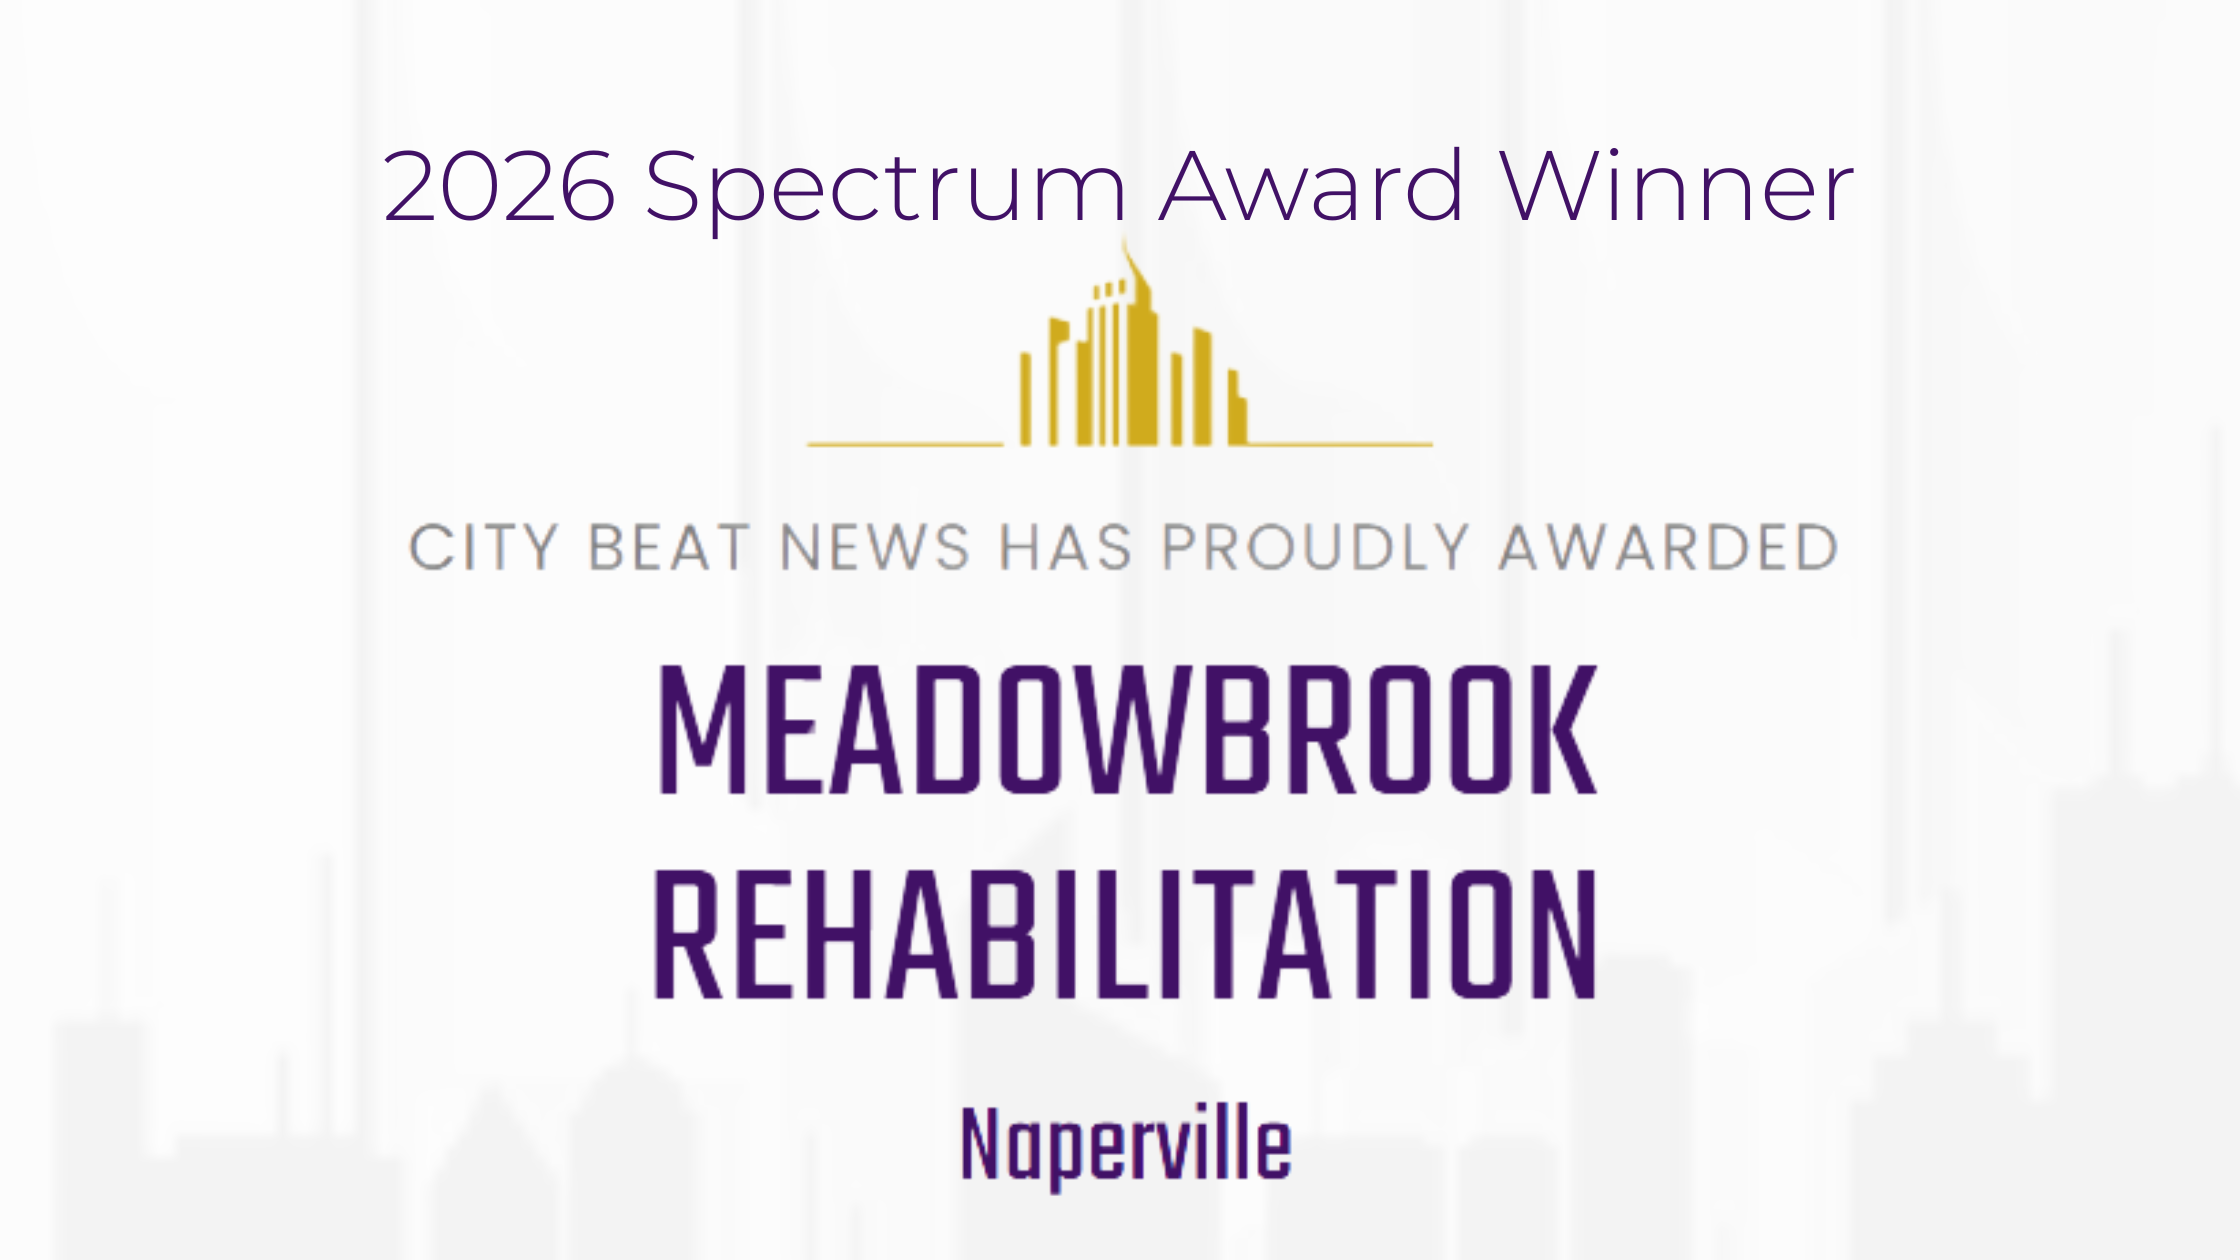 2026 Spectrum Award Winner
CITY BEAT NEWS HAS PROUDLY AWARDED
MEADOWBROOK
REHABILITATION
Naperville